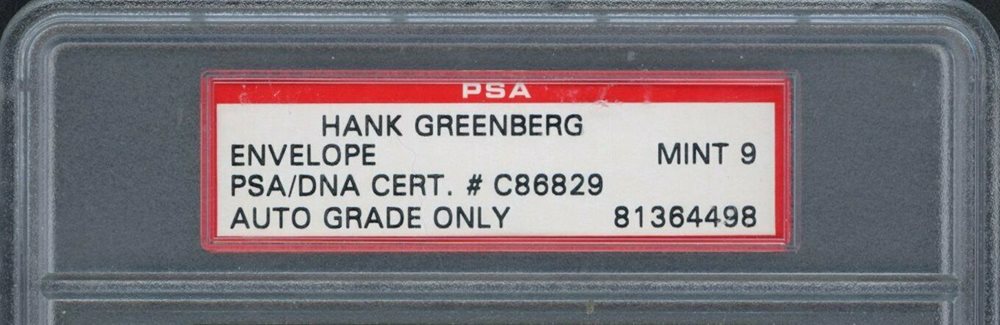 PSA
HANK GREENBERG
ENVELOPE MINT 9
PSA/DNA CERT. # C86829
AUTO GRADE ONLY 81364498